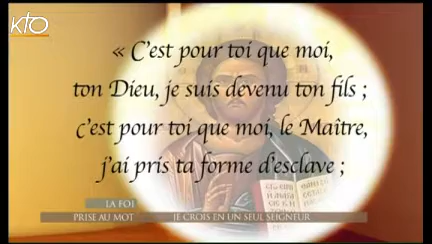 KTO
« C'est pour toi que moi,
ton Dieu, je suis devenu ton fils ;
c'est pour toi que moi, le Maître,
j'ai pris ta forme d'esclave ;
LA FOI
PRISE AU MOT
JE CROIS EN UN SEUL SEIGNEUR